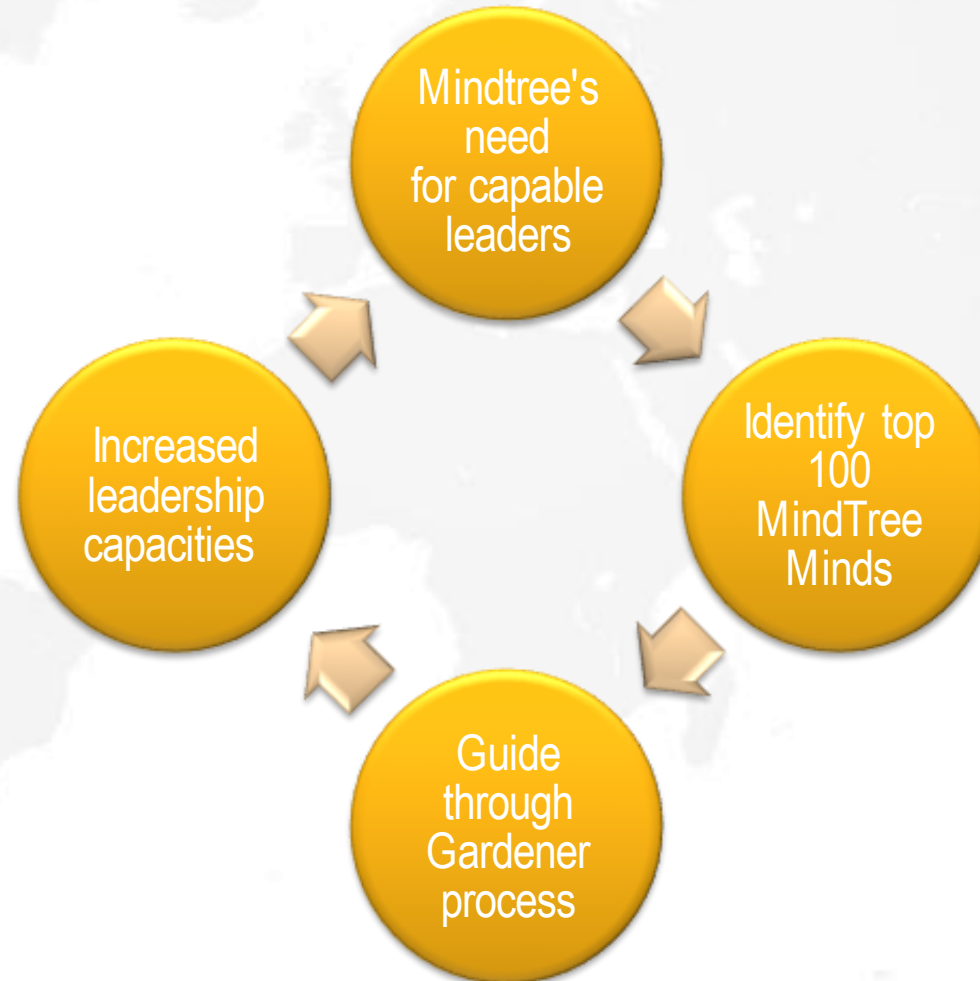 Mindtree's
need
for capable
leaders
Identify top
100
MindTree
Minds
Guide
through
Gardener
process
Increased
leadership
capacities